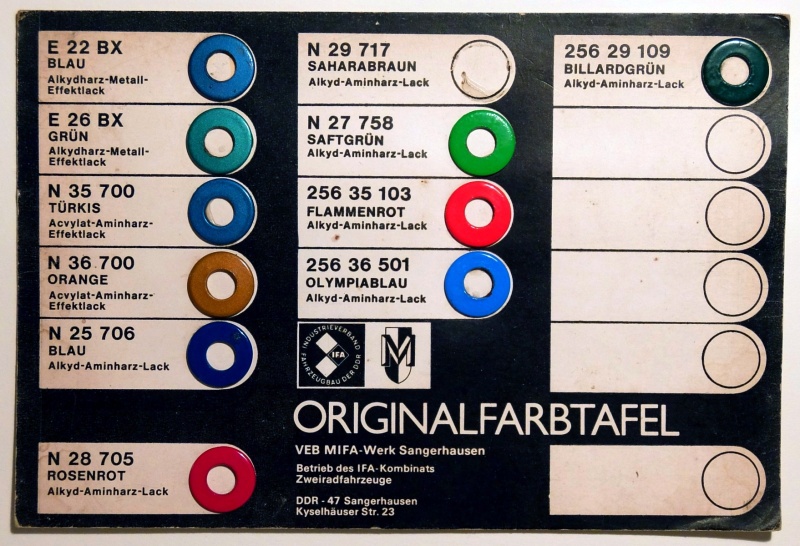 E 22 BX
BLAU
Alkydharz-Metall-
Effektlack
E 26 BX
GRÜN
Alkydharz-Metall-
Effektlack
N 35 700
TÜRKIS
Acvylat-Aminharz-
Effektlack
N 36 700
ORANGE
Acvylat-Aminharz-
Effektlack
N 25 706
BLAU
Alkyd-Aminharz-Lack
N 28 705
ROSENROT
Alkyd-Aminharz-Lack
N 29 717
SAHARABRAUN
Alkyd-Aminharz-Lack
N 27 758
SAFTGRÜN
Alkyd-Aminharz-Lack
256 35 103
FLAMMENROT
Alkyd-Aminharz-Lack
256 36 501
OLYMPIABLAU
Alkyd-Aminharz-Lack
INDUSTRIEVERBAND
FAHRZEUGBAU DER DDR
IFA
M
ORIGINALFARBTAFEL
VEB MIFA-Werk Sangerhausen
Betrieb des IFA-Kombinats
Zweiradfahrzeuge
DDR - 47 Sangerhausen
Kyselhäuser Str. 23
256 29 109
BILLARDGRÜN
Alkyd-Aminharz-Lack